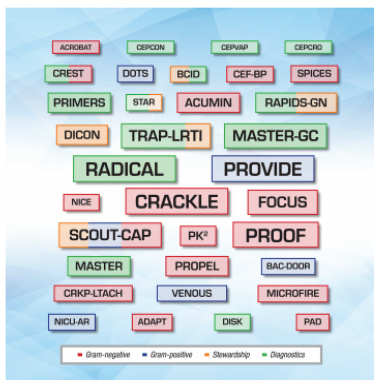 ACROBAT CEPCON CEPVAP CEPCRO
CREST DOTS BCID CEF-BP SPICES
PRIMERS STAR ACUMIN RAPIDS-GN
DICON TRAP-LRTI MASTER-GC
RADICAL PROVIDE
NICE CRACKLE FOCUS
SCOUT-CAP PK² PROOF
MASTER PROPEL BAC-DOOR
CRKP-LTACH VENOUS MICROFIRE
NICU-AR ADAPT DISK PAD
Gram-negative Gram-positive Stewardship Diagnostics